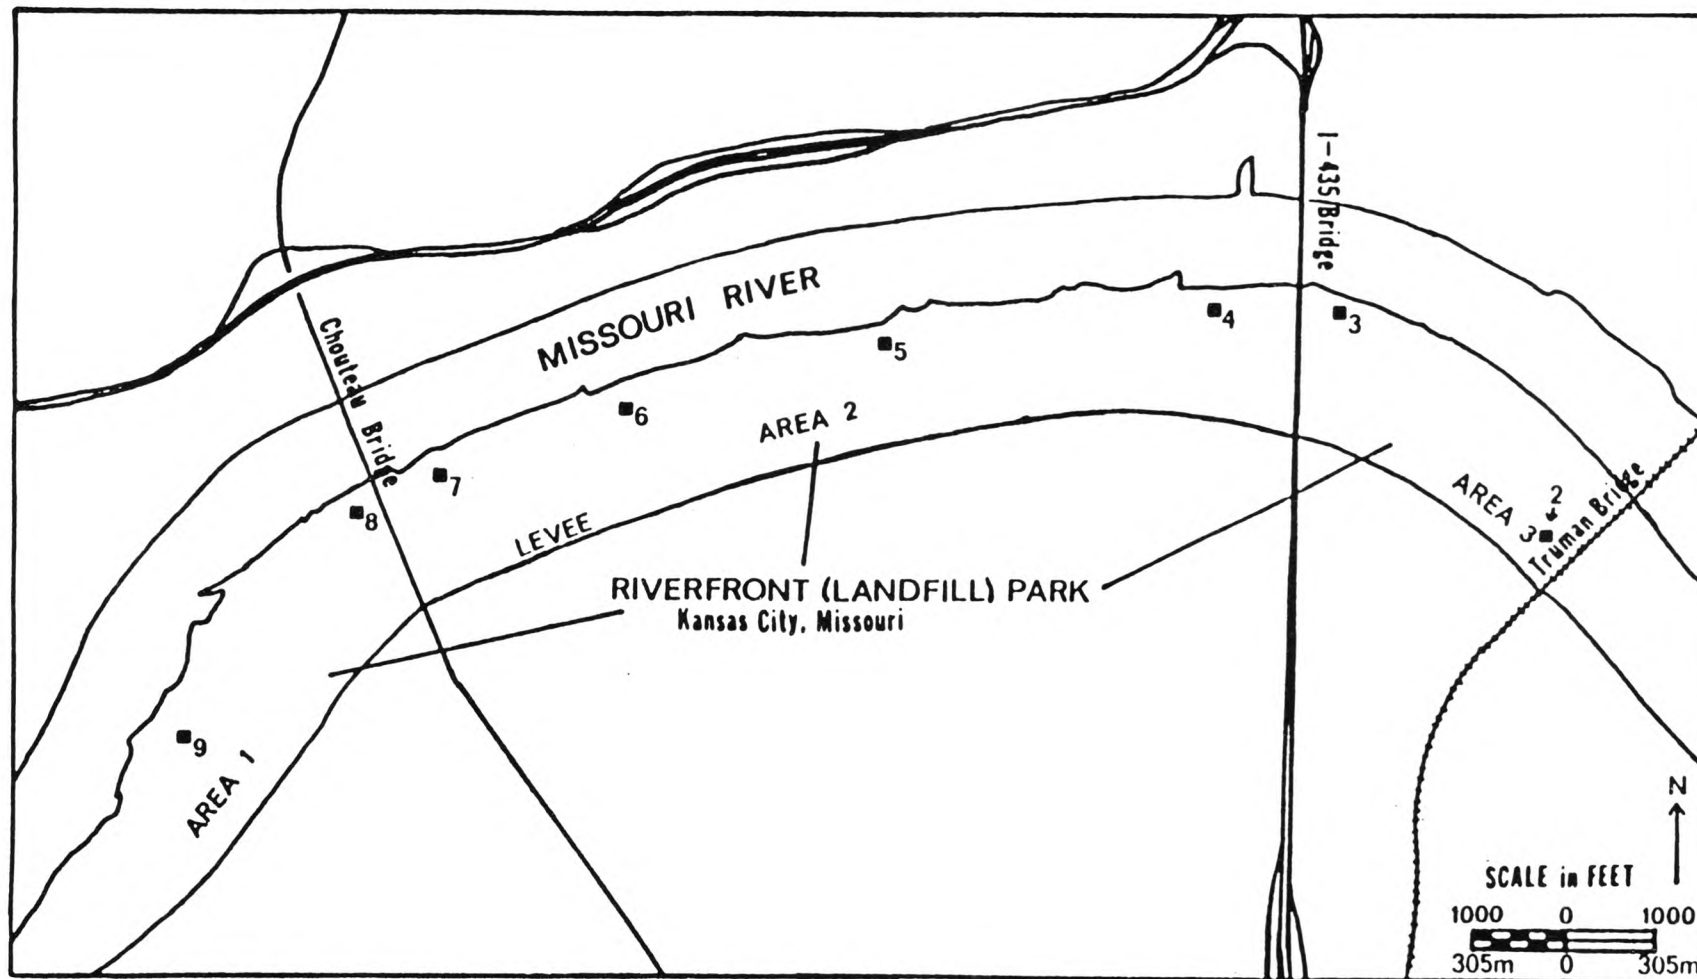 I-435 Bridge
MISSOURI RIVER
Chouteau Bridge
4
3
5
6
7
8
9
AREA 2
LEVEE
AREA 3
2
Truman Bridge
RIVERFRONT (LANDFILL) PARK
Kansas City, Missouri
AREA 1
N
SCALE in FEET
1000 0 1000
305m 0 305m